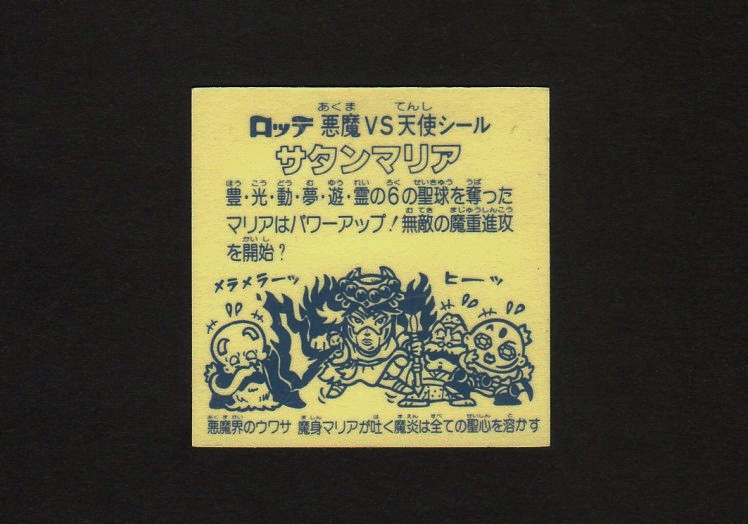 ロッテ 悪魔VS天使シール
サタンマリア
豊・光・動・夢・遊・霊の6の聖球を奪った
マリアはパワーアップ!無敵の魔重進攻
を開始?
メラメラーッ
ヒーッ
悪魔界のウワサ 魔身マリアが吐く魔炎は全ての聖心を溶かす